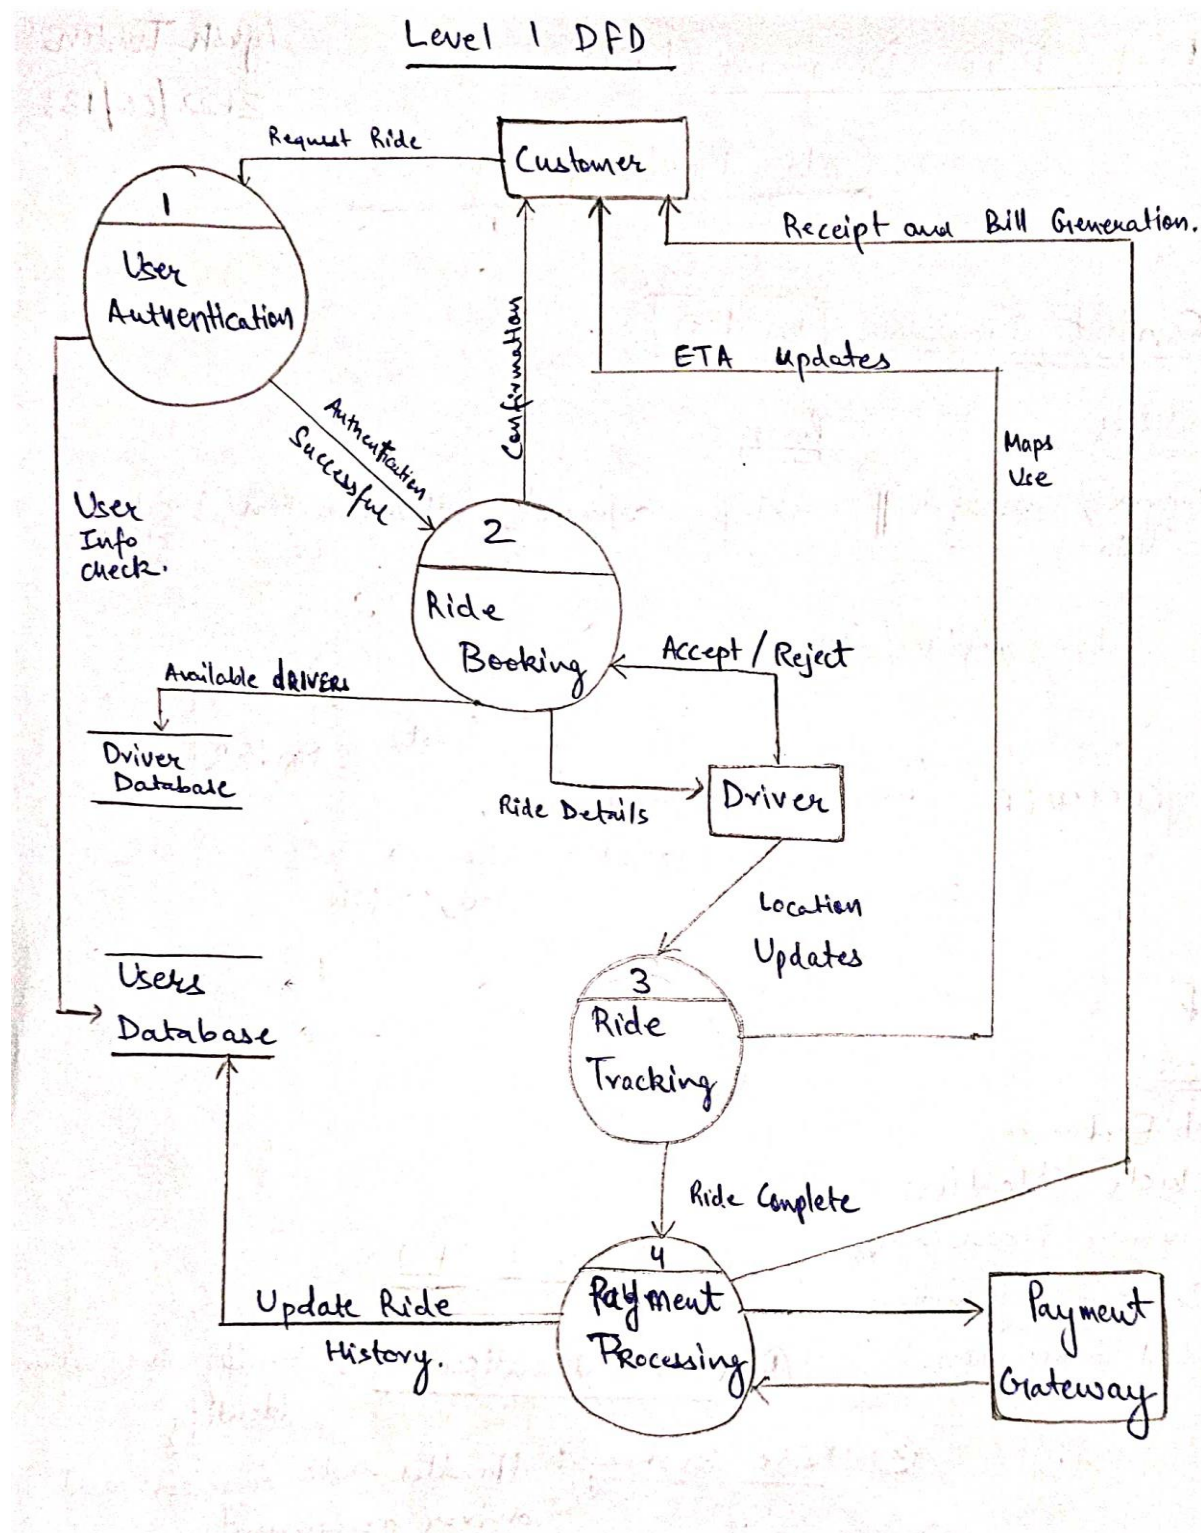 Level 1 DFD
Request Ride
Customer
Receipt and Bill Generation.
1
User
Authentication
Confirmation
ETA updates
Authentication
Successful
Maps
Use
User
Info
check.
2
Ride
Booking
Accept / Reject
Available dRIVERs
Driver
Database
Ride Details
Driver
Location
Updates
Users
Database
3
Ride
Tracking
Ride Complete
4
Payment
Processing
Update Ride
History.
Payment
Gateway